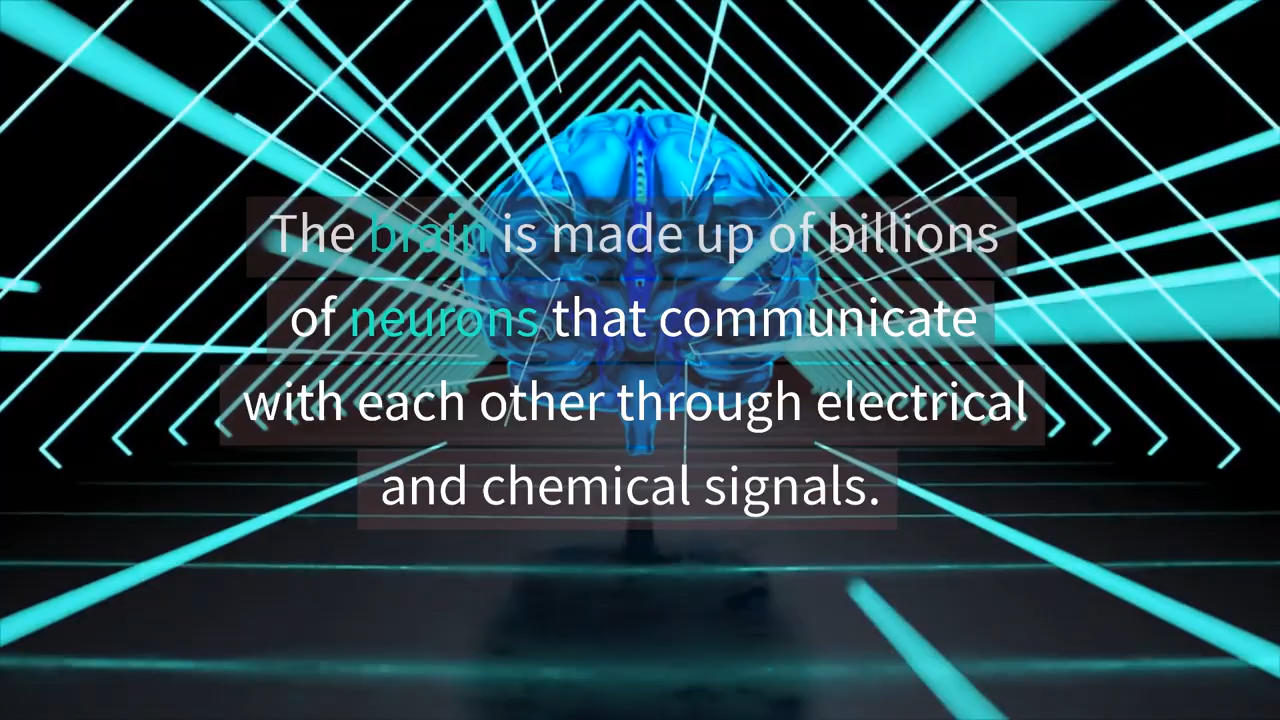 The brain is made up of billions
of neurons that communicate
with each other through electrical
and chemical signals.